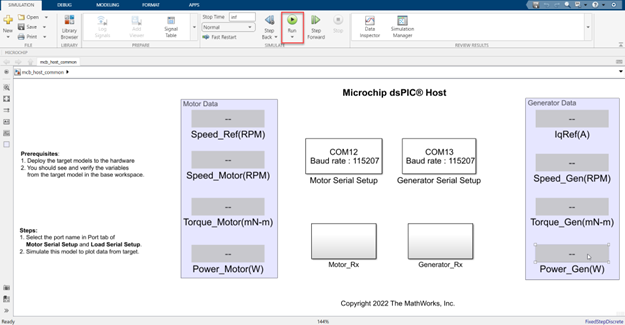 SIMULATION DEBUG MODELING FORMAT APPS
New
Open
Save
Print
FILE
Library
Browser
LIBRARY
Log
Signals
Add
Viewer
Signal
Table
PREPARE
Stop Time inf
Normal
Fast Restart
Step
Back
Run
Step
Forward
Stop
SIMULATE
Data
Inspector
Simulation
Manager
REVIEW RESULTS
MICROCHIP
mcb_host_common
mcb_host_common
Microchip dsPIC® Host
Prerequisites:
1. Deploy the target models to the hardware
2. You should see and verify the variables
from the target model in the base workspace.
Steps:
1. Select the port name in Port tab of
Motor Serial Setup and Load Serial Setup.
2. Simulate this model to plot data from target.
Motor Data
--
Speed_Ref(RPM)
--
Speed_Motor(RPM)
--
Torque_Motor(mN-m)
--
Power_Motor(W)
COM12
Baud rate : 115207
Motor Serial Setup
COM13
Baud rate : 115207
Generator Serial Setup
Motor_Rx
Generator_Rx
Generator Data
--
IqRef(A)
--
Speed_Gen(RPM)
--
Torque_Gen(mN-m)
--
Power_Gen(W)
Copyright 2022 The MathWorks, Inc.
Ready 144% FixedStepDiscrete